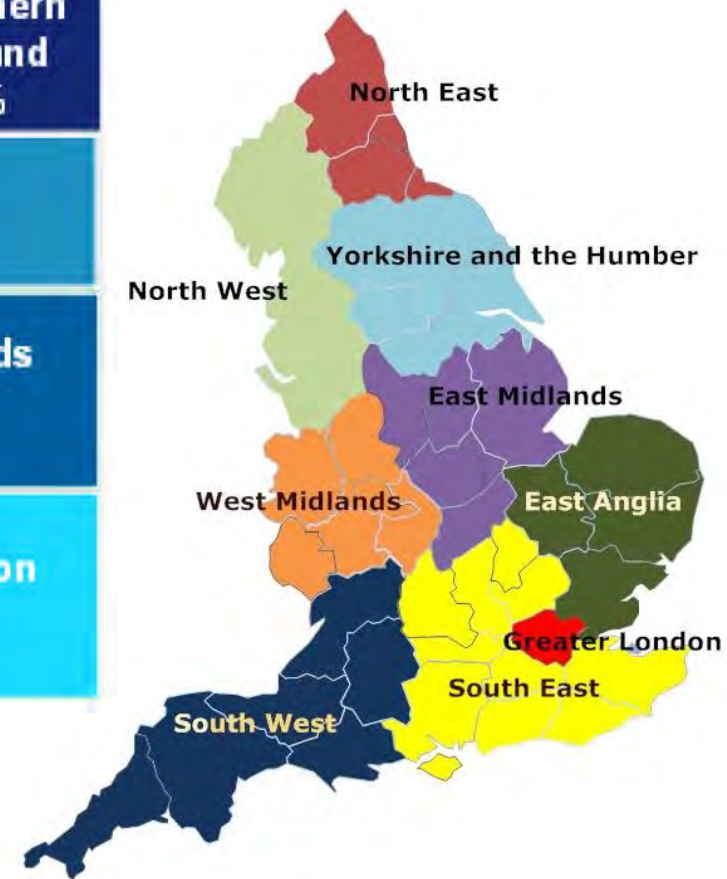 North East
Yorkshire and the Humber
North West
East Midlands
West Midlands
East Anglia
Greater London
South East
South West